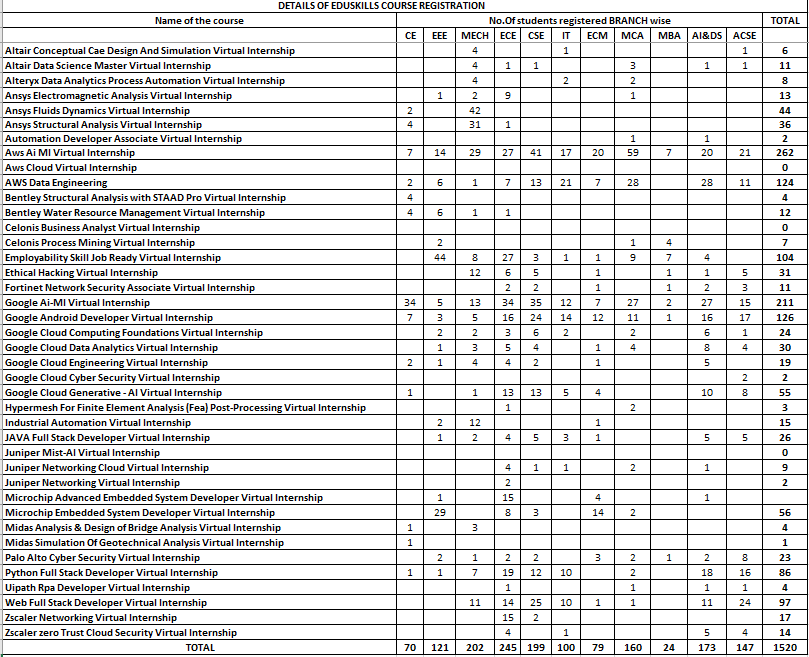 DETAILS OF EDUSKILLS COURSE REGISTRATION
Name of the course No.Of students registered BRANCH wise TOTAL
CE EEE MECH ECE CSE IT ECM MCA MBA AI&DS ACSE
Altair Conceptual Cae Design And Simulation Virtual Internship 4 1 1 6
Altair Data Science Master Virtual Internship 4 1 1 3 1 1 11
Alteryx Data Analytics Process Automation Virtual Internship 4 2 2 8
Ansys Electromagnetic Analysis Virtual Internship 1 2 9 1 13
Ansys Fluids Dynamics Virtual Internship 2 42 44
Ansys Structural Analysis Virtual Internship 4 31 1 36
Automation Developer Associate Virtual Internship 1 1 2
Aws Ai Ml Virtual Internship 7 14 29 27 41 17 20 59 7 20 21 262
Aws Cloud Virtual Internship 0
AWS Data Engineering 2 6 1 7 13 21 7 28 28 11 124
Bentley Structural Analysis with STAAD Pro Virtual Internship 4 4
Bentley Water Resource Management Virtual Internship 4 6 1 1 12
Celonis Business Analyst Virtual Internship 0
Celonis Process Mining Virtual Internship 2 1 4 7
Employability Skill Job Ready Virtual Internship 44 8 27 3 1 1 9 7 4 104
Ethical Hacking Virtual Internship 12 6 5 1 1 1 5 31
Fortinet Network Security Associate Virtual Internship 2 2 1 1 2 3 11
Google Ai-Ml Virtual Internship 34 5 13 34 35 12 7 27 2 27 15 211
Google Android Developer Virtual Internship 7 3 5 16 24 14 12 11 1 16 17 126
Google Cloud Computing Foundations Virtual Internship 2 2 3 6 2 2 6 1 24
Google Cloud Data Analytics Virtual Internship 1 3 5 4 1 4 8 4 30
Google Cloud Engineering Virtual Internship 2 1 4 4 2 1 5 19
Google Cloud Cyber Security Virtual Internship 2 2
Google Cloud Generative - AI Virtual Internship 1 1 13 13 5 4 10 8 55
Hypermesh For Finite Element Analysis (Fea) Post-Processing Virtual Internship 1 2 3
Industrial Automation Virtual Internship 2 12 1 15
JAVA Full Stack Developer Virtual Internship 1 2 4 5 3 1 5 5 26
Juniper Mist-AI Virtual Internship 0
Juniper Networking Cloud Virtual Internship 4 1 1 2 1 9
Juniper Networking Virtual Internship 2 2
Microchip Advanced Embedded System Developer Virtual Internship 1 15 4 1
Microchip Embedded System Developer Virtual Internship 29 8 3 14 2 56
Midas Analysis & Design of Bridge Analysis Virtual Internship 1 3 4
Midas Simulation Of Geotechnical Analysis Virtual Internship 1 1
Palo Alto Cyber Security Virtual Internship 2 1 2 2 3 2 1 2 8 23
Python Full Stack Developer Virtual Internship 1 1 7 19 12 10 2 18 16 86
Uipath Rpa Developer Virtual Internship 1 1 1 1 4
Web Full Stack Developer Virtual Internship 11 14 25 10 1 1 11 24 97
Zscaler Networking Virtual Internship 15 2 17
Zscaler zero Trust Cloud Security Virtual Internship 4 1 5 4 14
TOTAL 70 121 202 245 199 100 79 160 24 173 147 1520